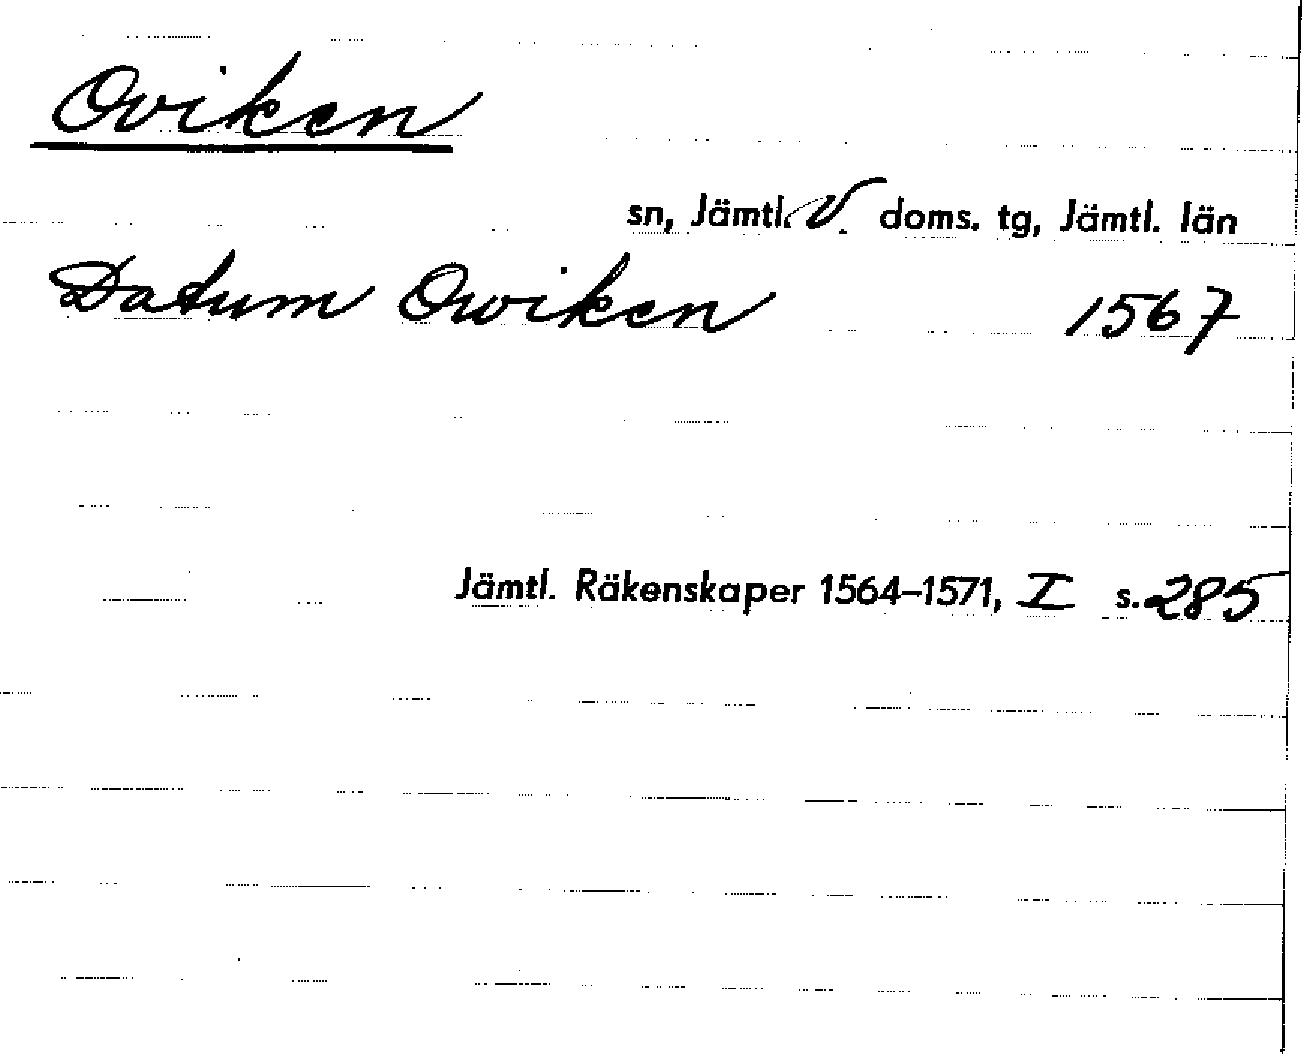 Oviken
sn, Jämtl. V. doms. tg, Jämtl. län
Datum Owiken 1567
Jämtl. Räkenskaper 1564–1571, I s. 285